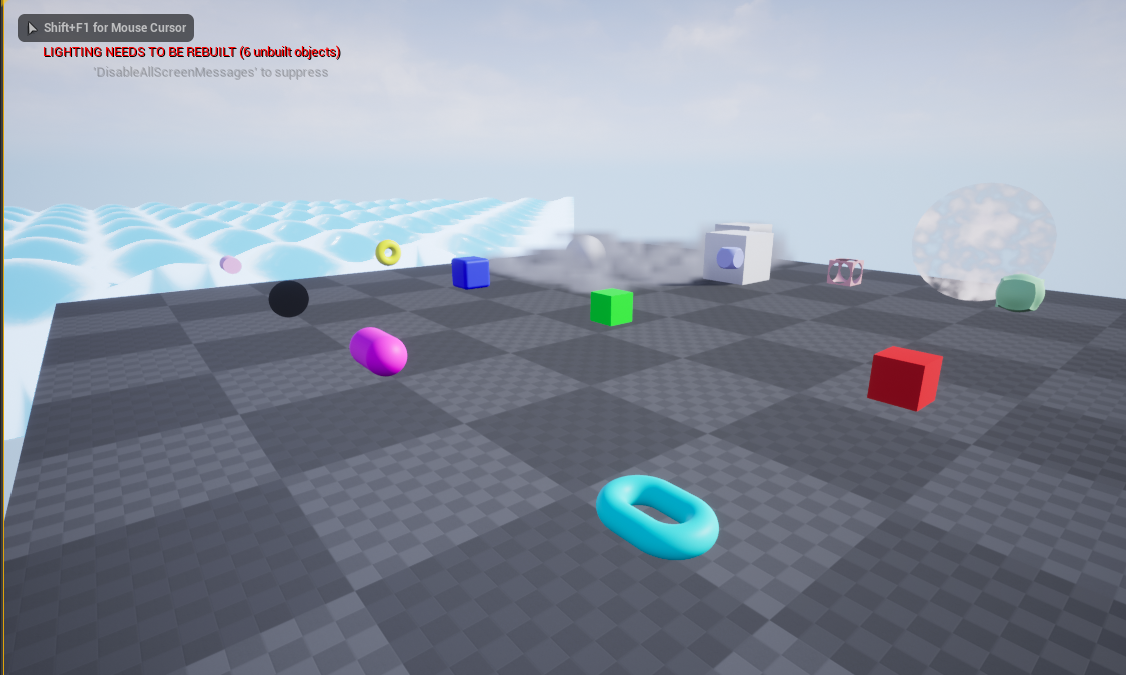 Shift+F1 for Mouse Cursor
LIGHTING NEEDS TO BE REBUILT (6 unbuilt objects)
'DisableAllScreenMessages' to suppress